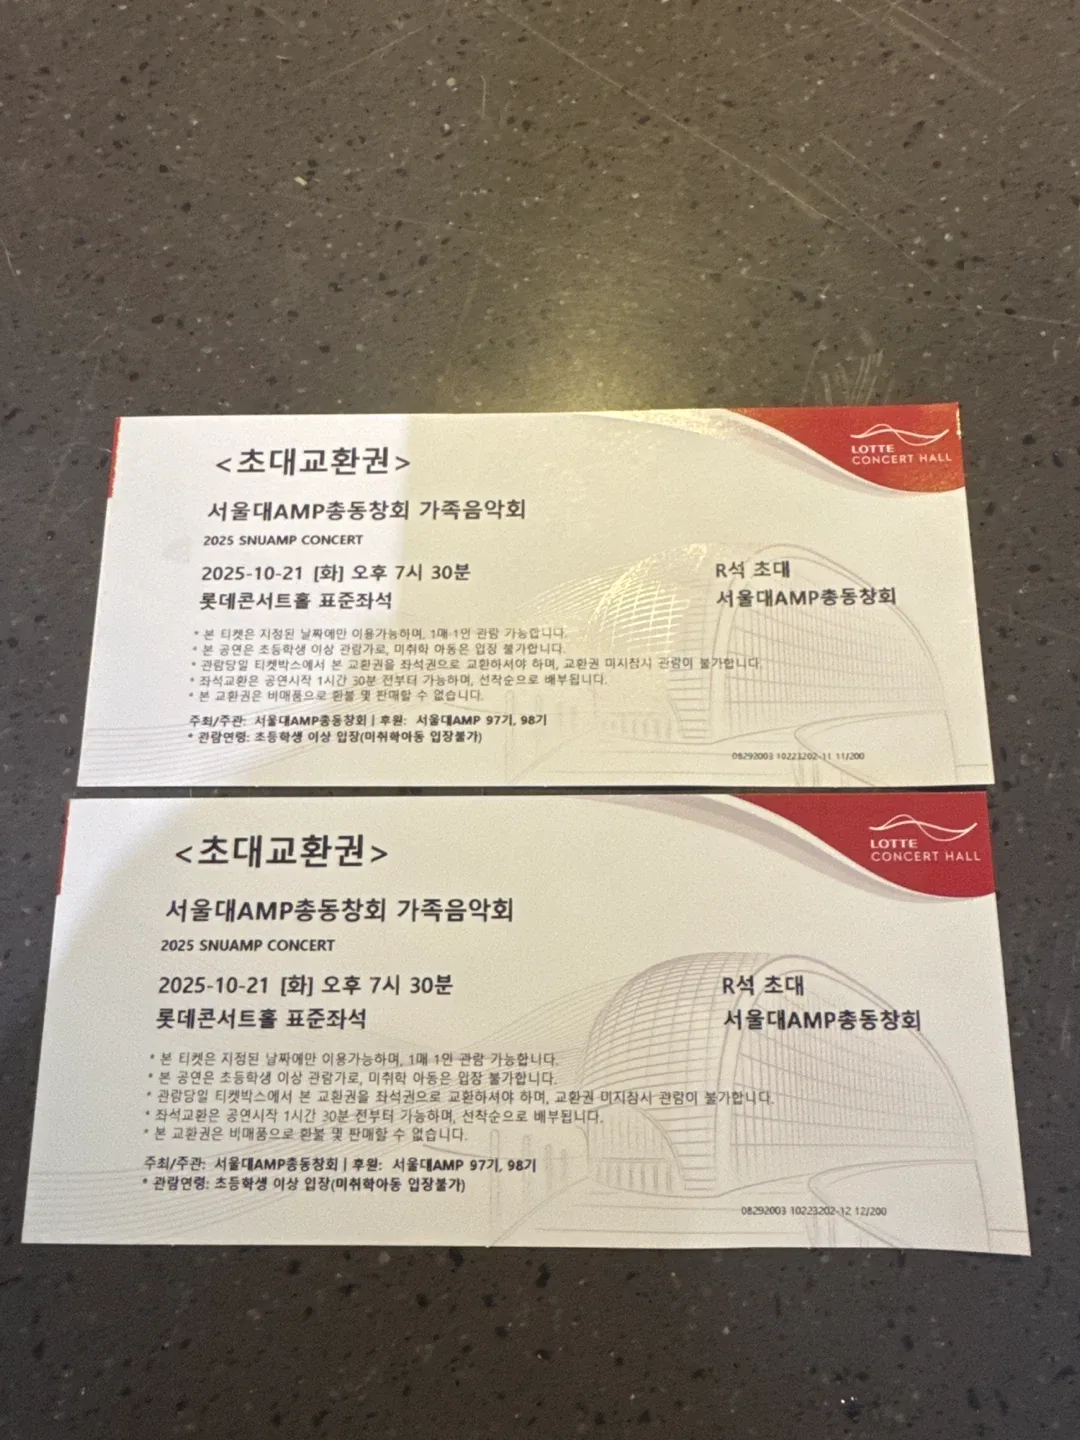 <초대교환권>
LOTTE
CONCERT HALL
서울대AMP총동창회 가족음악회
2025 SNUAMP CONCERT
2025-10-21 [화] 오후 7시 30분
롯데콘서트홀 표준좌석
R석 초대
서울대AMP총동창회
* 본 티켓은 지정된 날짜에만 이용가능하며, 1매 1인 관람 가능합니다.
* 본 공연은 초등학생 이상 관람가로, 미취학 아동은 입장 불가합니다.
* 관람당일 티켓박스에서 본 교환권을 좌석권으로 교환하셔야 하며, 교환권 미지참시 관람이 불가합니다.
* 좌석교환은 공연시작 1시간 30분 전부터 가능하며, 선착순으로 배부됩니다.
* 본 교환권은 비매품으로 환불 및 판매할 수 없습니다.
주최/주관: 서울대AMP총동창회 | 후원: 서울대AMP 97기, 98기
* 관람연령: 초등학생 이상 입장(미취학아동 입장불가)
08292003 10223202-11 11/200
<초대교환권>
LOTTE
CONCERT HALL
서울대AMP총동창회 가족음악회
2025 SNUAMP CONCERT
2025-10-21 [화] 오후 7시 30분
롯데콘서트홀 표준좌석
R석 초대
서울대AMP총동창회
* 본 티켓은 지정된 날짜에만 이용가능하며, 1매 1인 관람 가능합니다.
* 본 공연은 초등학생 이상 관람가로, 미취학 아동은 입장 불가합니다.
* 관람당일 티켓박스에서 본 교환권을 좌석권으로 교환하셔야 하며, 교환권 미지참시 관람이 불가합니다.
* 좌석교환은 공연시작 1시간 30분 전부터 가능하며, 선착순으로 배부됩니다.
* 본 교환권은 비매품으로 환불 및 판매할 수 없습니다.
주최/주관: 서울대AMP총동창회 | 후원: 서울대AMP 97기, 98기
* 관람연령: 초등학생 이상 입장(미취학아동 입장불가)
08292003 10223202-12 12/200